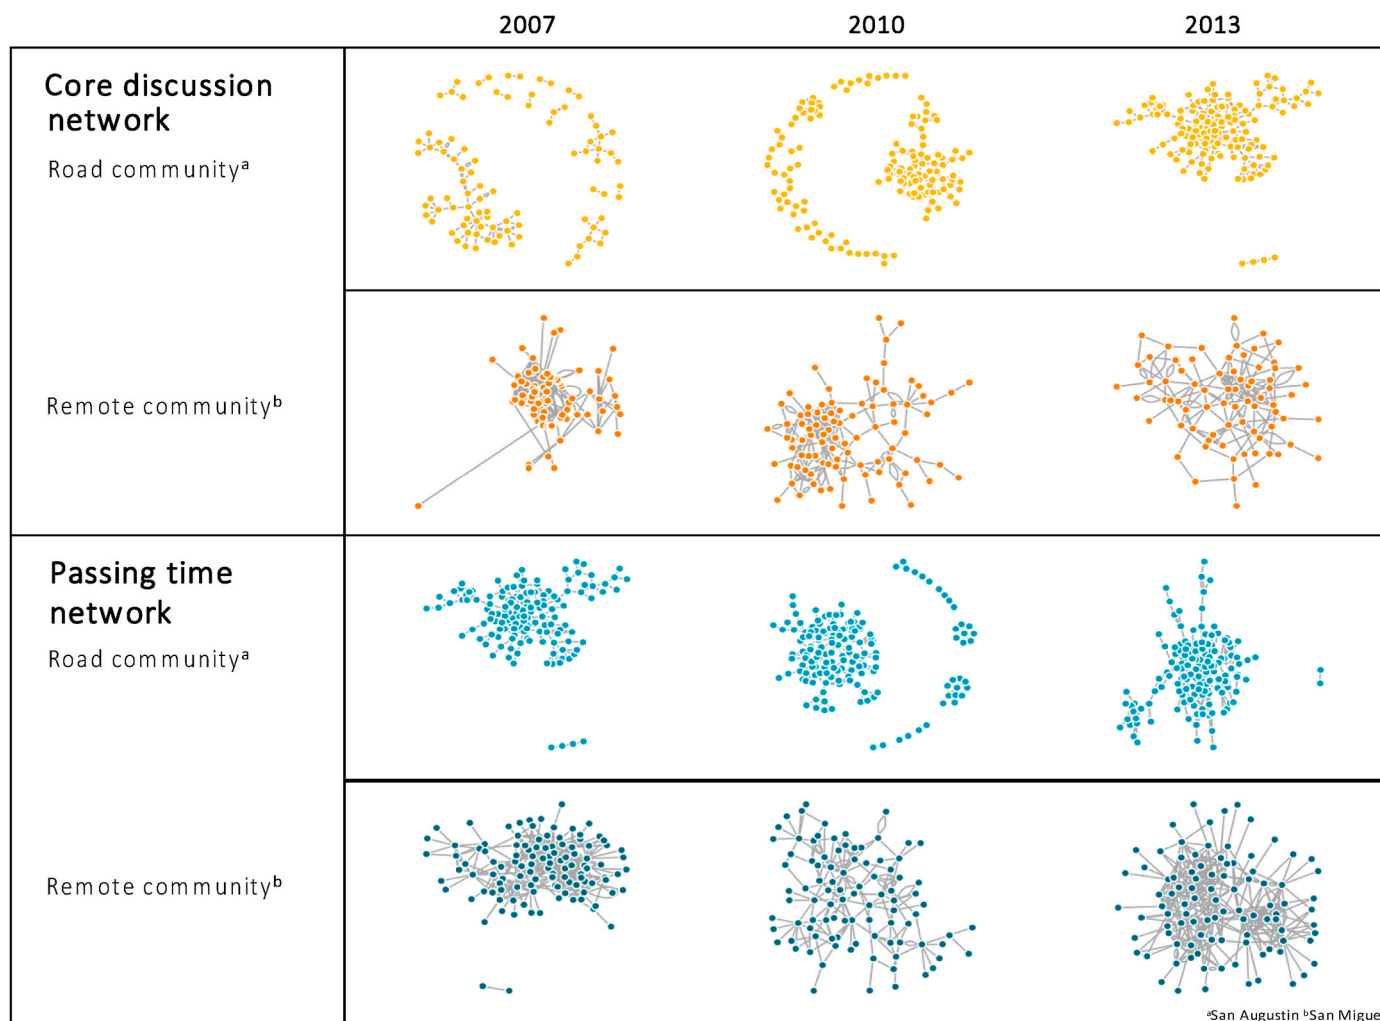 2007 2010 2013
Core discussion
network
Road communityᵃ
Remote communityᵇ
Passing time
network
Road communityᵃ
Remote communityᵇ
ᵃSan Augustin ᵇSan Migue